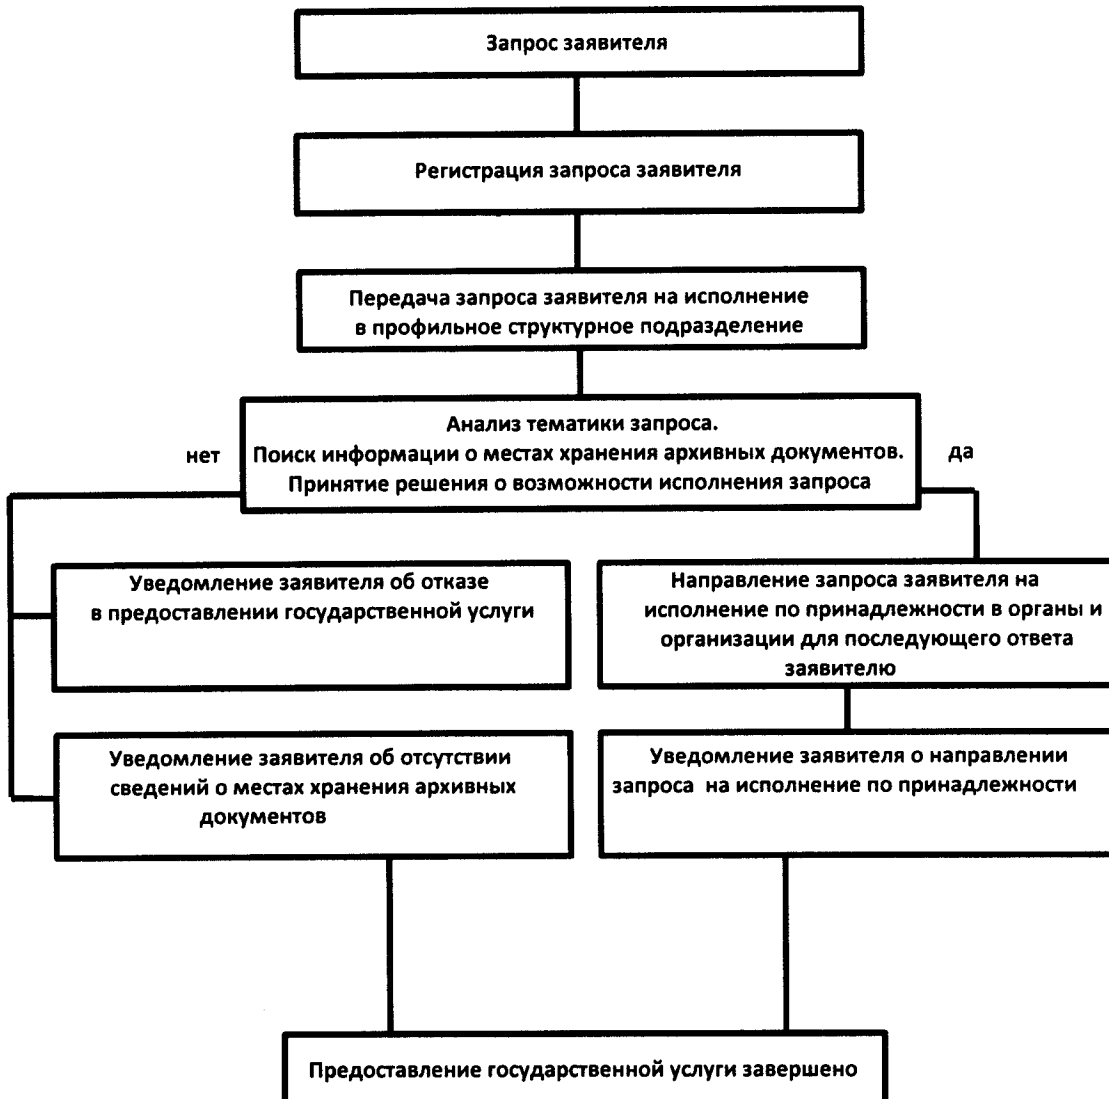 Запрос заявителя
Регистрация запроса заявителя
Передача запроса заявителя на исполнение
в профильное структурное подразделение
Анализ тематики запроса.
нет
Поиск информации о местах хранения архивных документов.
да
Принятие решения о возможности исполнения запроса
Уведомление заявителя об отказе
в предоставлении государственной услуги
Направление запроса заявителя на
исполнение по принадлежности в органы и
организации для последующего ответа
заявителю
Уведомление заявителя об отсутствии
сведений о местах хранения архивных
документов
Уведомление заявителя о направлении
запроса на исполнение по принадлежности
Предоставление государственной услуги завершено